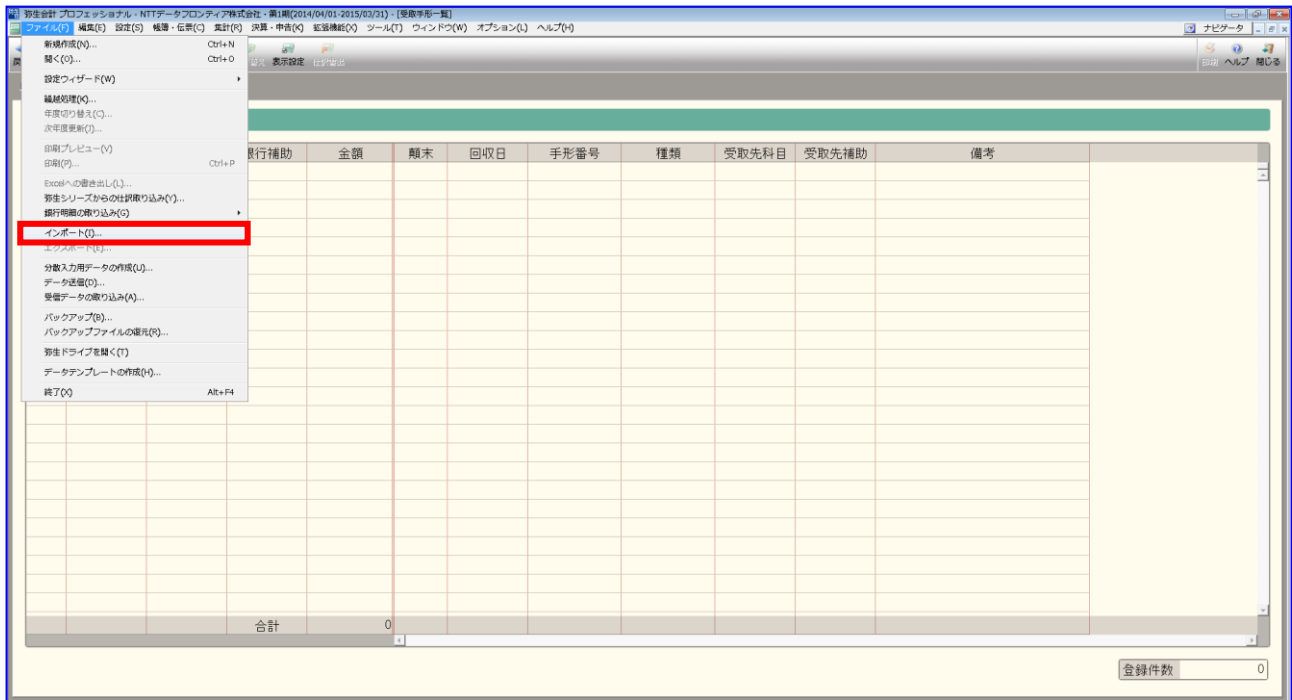 弥生会計 プロフェッショナル・NTTデータフロンティア株式会社・第1期(2014/04/01-2015/03/31) - [受取手形一覧]
ファイル(F) 編集(E) 設定(S) 帳簿・伝票(C) 集計(R) 決算・申告(K) 拡張機能(X) ツール(T) ウィンドウ(W) オプション(L) ヘルプ(H) ナビゲータ
表示設定 仕訳書出 印刷 ヘルプ 閉じる
新規作成(N)... Ctrl+N
開く(O)... Ctrl+O
設定ウィザード(W)
繰越処理(K)...
年度切り替え(C)...
次年度更新(J)...
印刷プレビュー(V)
印刷(P)... Ctrl+P
Excelへの書き出し(L)...
弥生シリーズからの仕訳取り込み(Y)...
銀行明細の取り込み(G)
インポート(I)...
エクスポート(E)...
分散入力用データの作成(U)...
データ送信(D)...
受信データの取り込み(A)...
バックアップ(B)...
バックアップファイルの復元(R)...
弥生ドライブを開く(T)
データテンプレートの作成(H)...
終了(X) Alt+F4
銀行補助 金額 顛末 回収日 手形番号 種類 受取先科目 受取先補助 備考
合計 0
登録件数 0